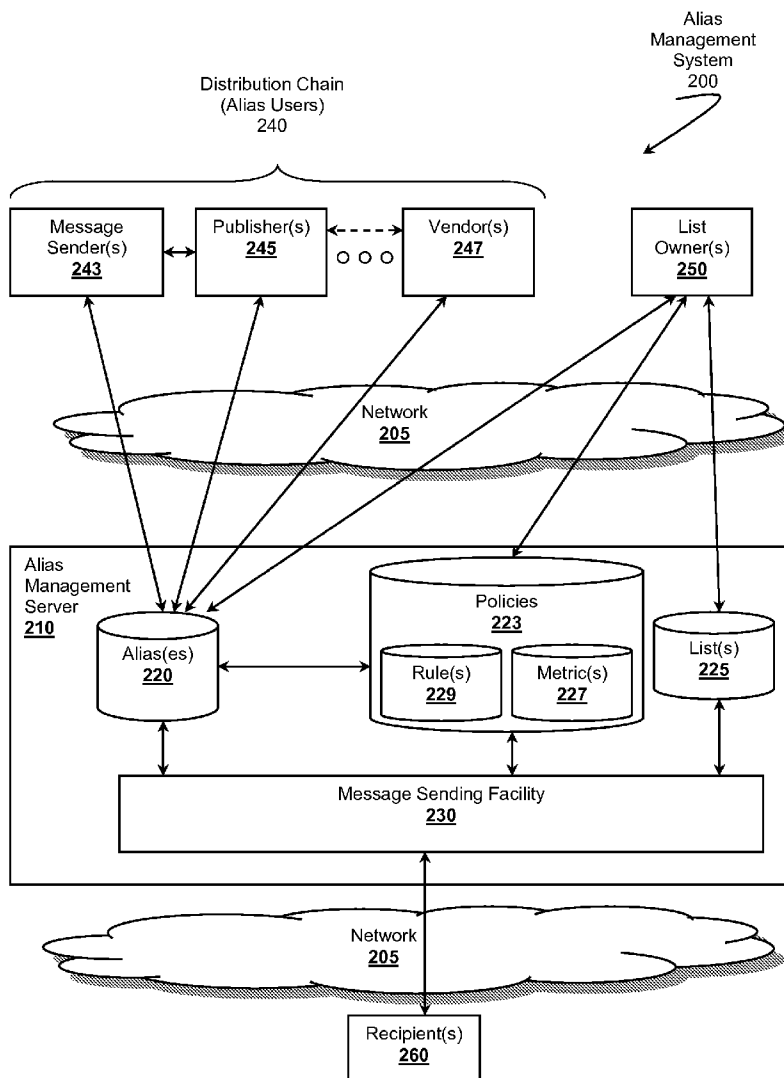 Alias
Management
System
200
Distribution Chain
(Alias Users)
240
Message
Sender(s)
243
Publisher(s)
245
Vendor(s)
247
List
Owner(s)
250
Network
205
Alias
Management
Server
210
Policies
223
Alias(es)
220
Rule(s)
229
Metric(s)
227
List(s)
225
Message Sending Facility
230
Network
205
Recipient(s)
260